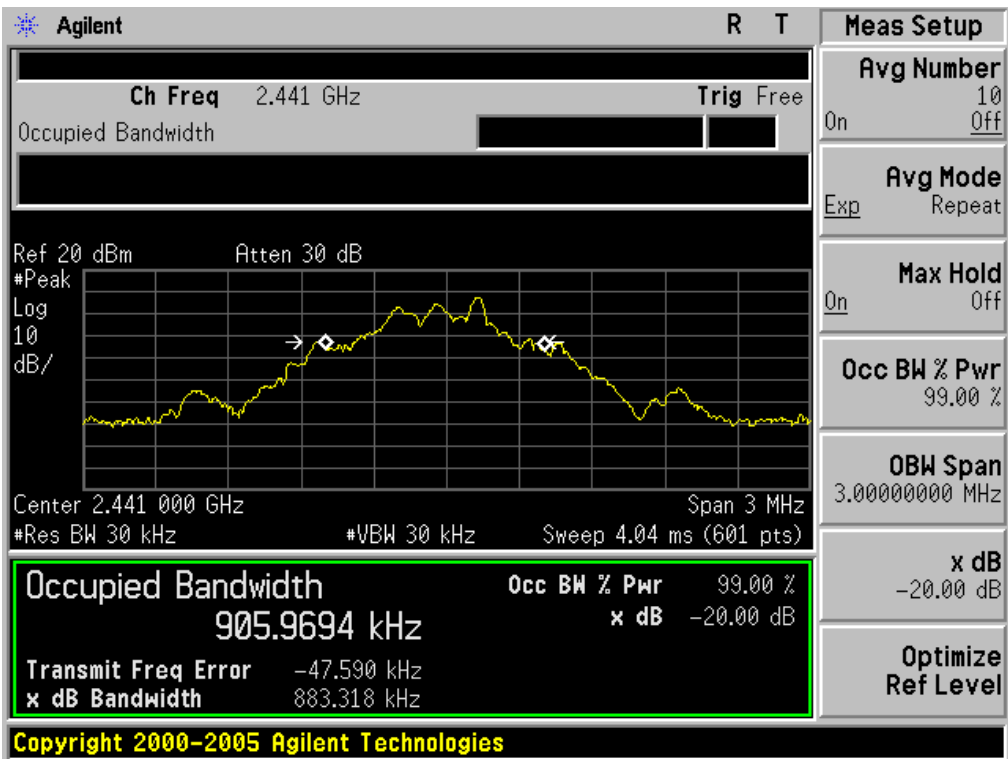 Agilent R T
Ch Freq 2.441 GHz Trig Free
Occupied Bandwidth
Ref 20 dBm Atten 30 dB
#Peak
Log
10
dB/
Center 2.441 000 GHz Span 3 MHz
#Res BW 30 kHz #VBW 30 kHz Sweep 4.04 ms (601 pts)
Occupied Bandwidth Occ BW % Pwr 99.00 %
905.9694 kHz x dB -20.00 dB
Transmit Freq Error -47.590 kHz
x dB Bandwidth 883.318 kHz
Copyright 2000-2005 Agilent Technologies
Meas Setup
Avg Number
10
On Off
Avg Mode
Exp Repeat
Max Hold
On Off
Occ BW % Pwr
99.00 %
OBW Span
3.00000000 MHz
x dB
-20.00 dB
Optimize
Ref Level